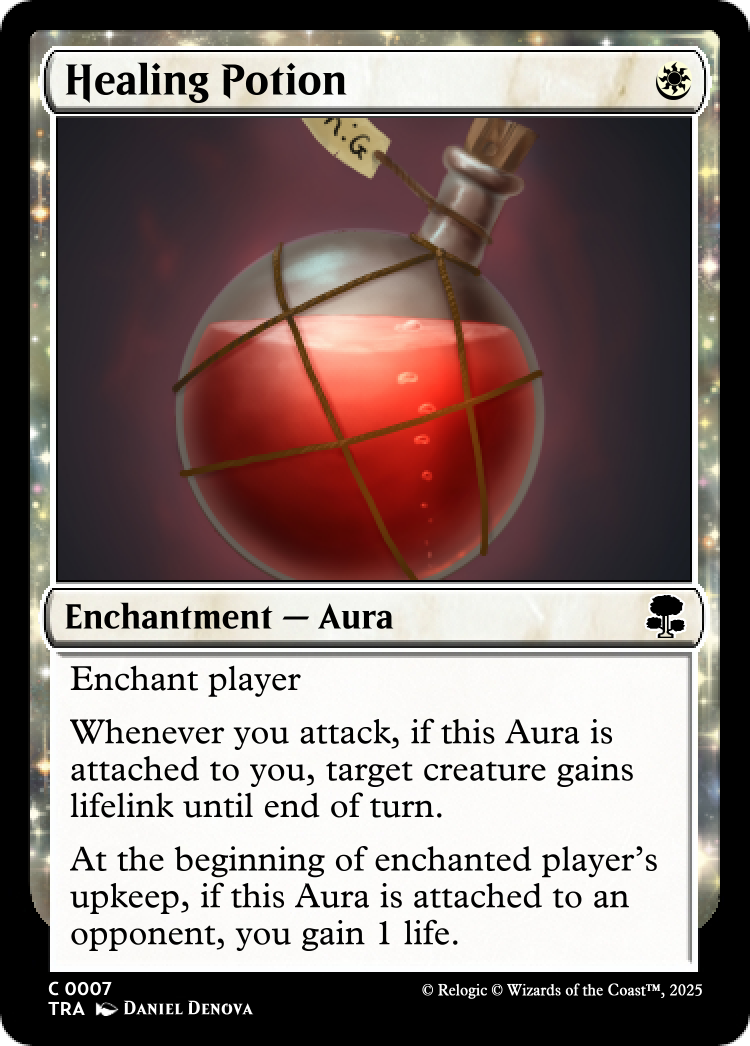 Healing Potion
.G
Enchantment — Aura
Enchant player
Whenever you attack, if this Aura is
attached to you, target creature gains
lifelink until end of turn.
At the beginning of enchanted player's
upkeep, if this Aura is attached to an
opponent, you gain 1 life.
C 0007
© Relogic © Wizards of the Coast™, 2025
TRA DANIEL DENOVA